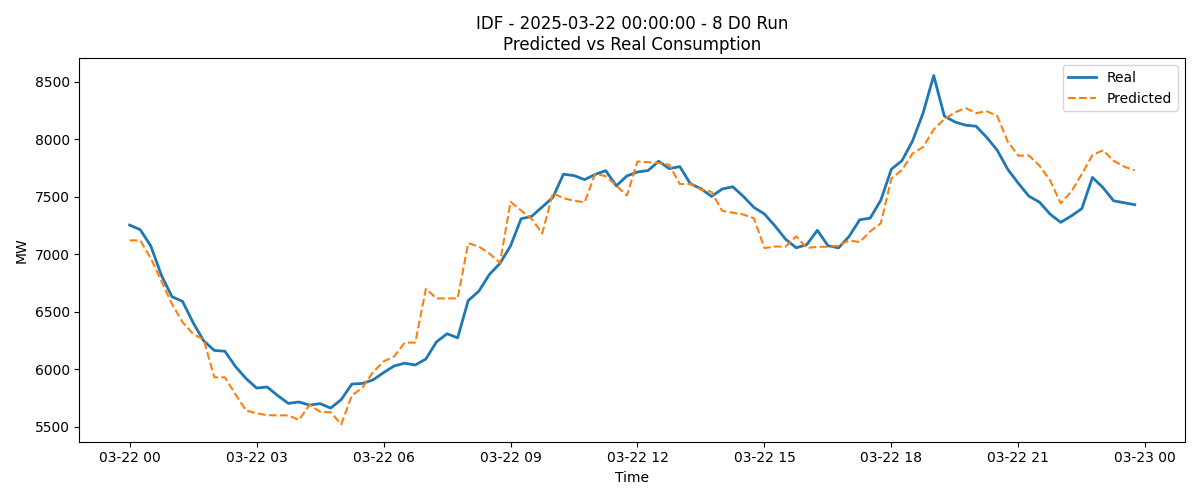 IDF - 2025-03-22 00:00:00 - 8 D0 Run
Predicted vs Real Consumption
Real
Predicted
MW
8500
8000
7500
7000
6500
6000
5500
03-22 00
03-22 03
03-22 06
03-22 09
03-22 12
03-22 15
03-22 18
03-22 21
03-23 00
Time